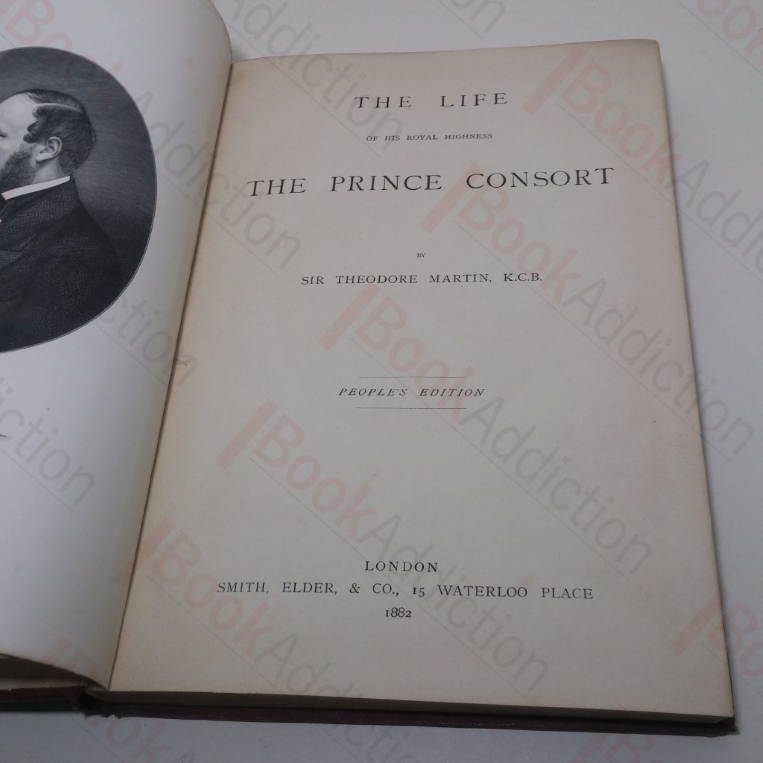 THE LIFE
OF HIS ROYAL HIGHNESS
THE PRINCE CONSORT
BY
SIR THEODORE MARTIN, K.C.B.
PEOPLE'S EDITION
LONDON
SMITH, ELDER, & CO., 15 WATERLOO PLACE
1882
BookAddiction